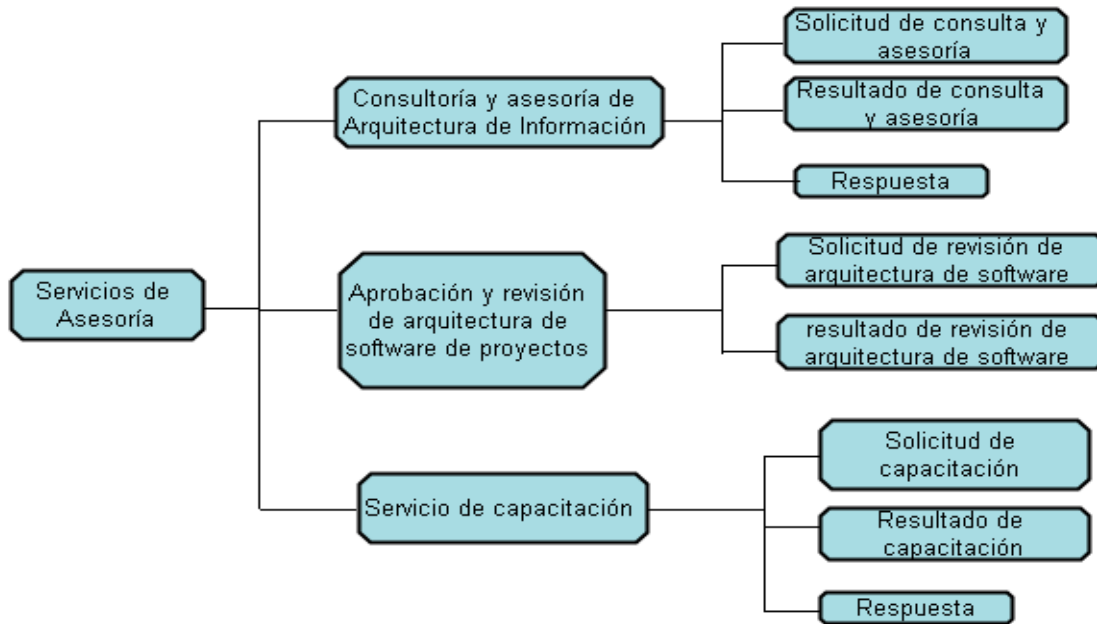 Servicios de
Asesoría
Consultoría y asesoría de
Arquitectura de Información
Solicitud de consulta y
asesoría
Resultado de consulta
y asesoría
Respuesta
Aprobación y revisión
de arquitectura de
software de proyectos
Solicitud de revisión de
arquitectura de software
resultado de revisión de
arquitectura de software
Servicio de capacitación
Solicitud de
capacitación
Resultado de
capacitación
Respuesta